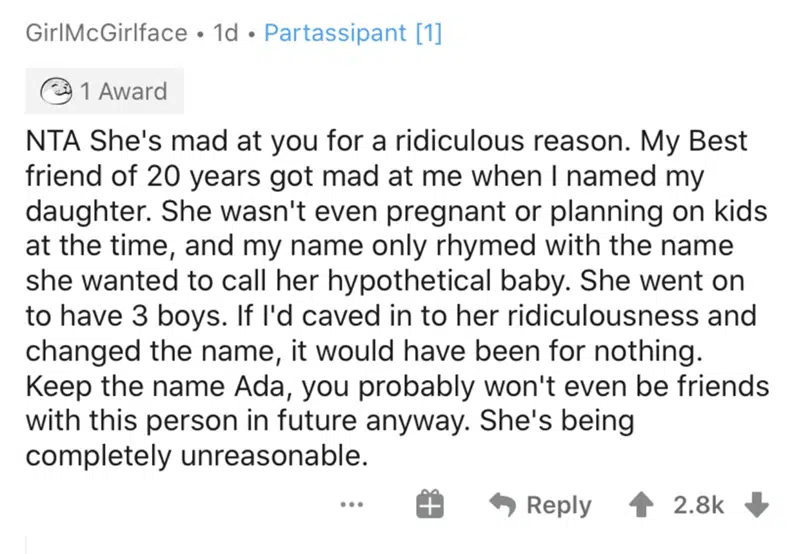 GirlMcGirlface • 1d • Partassipant [1]
1 Award
NTA She's mad at you for a ridiculous reason. My Best
friend of 20 years got mad at me when I named my
daughter. She wasn't even pregnant or planning on kids
at the time, and my name only rhymed with the name
she wanted to call her hypothetical baby. She went on
to have 3 boys. If I'd caved in to her ridiculousness and
changed the name, it would have been for nothing.
Keep the name Ada, you probably won't even be friends
with this person in future anyway. She's being
completely unreasonable.
Reply 2.8k